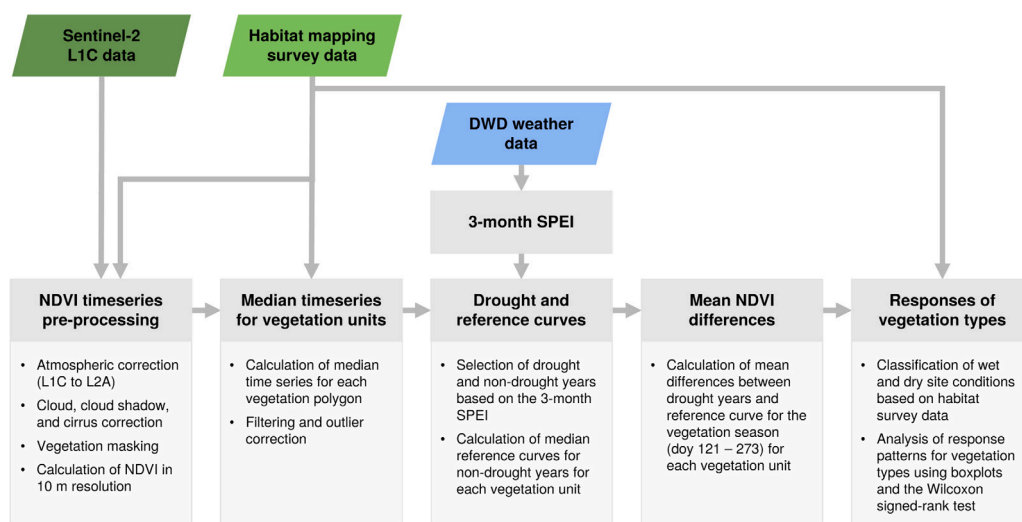 Sentinel-2
L1C data
Habitat mapping
survey data
DWD weather
data
3-month SPEI
NDVI timeseries
pre-processing
• Atmospheric correction
(L1C to L2A)
• Cloud, cloud shadow,
and cirrus correction
• Vegetation masking
• Calculation of NDVI in
10 m resolution
Median timeseries
for vegetation units
• Calculation of median
time series for each
vegetation polygon
• Filtering and outlier
correction
Drought and
reference curves
• Selection of drought
and non-drought years
based on the 3-month
SPEI
• Calculation of median
reference curves for
non-drought years for
each vegetation unit
Mean NDVI
differences
• Calculation of mean
differences between
drought years and
reference curve for the
vegetation season
(doy 121 – 273) for
each vegetation unit
Responses of
vegetation types
• Classification of wet
and dry site conditions
based on habitat
survey data
• Analysis of response
patterns for vegetation
types using boxplots
and the Wilcoxon
signed-rank test